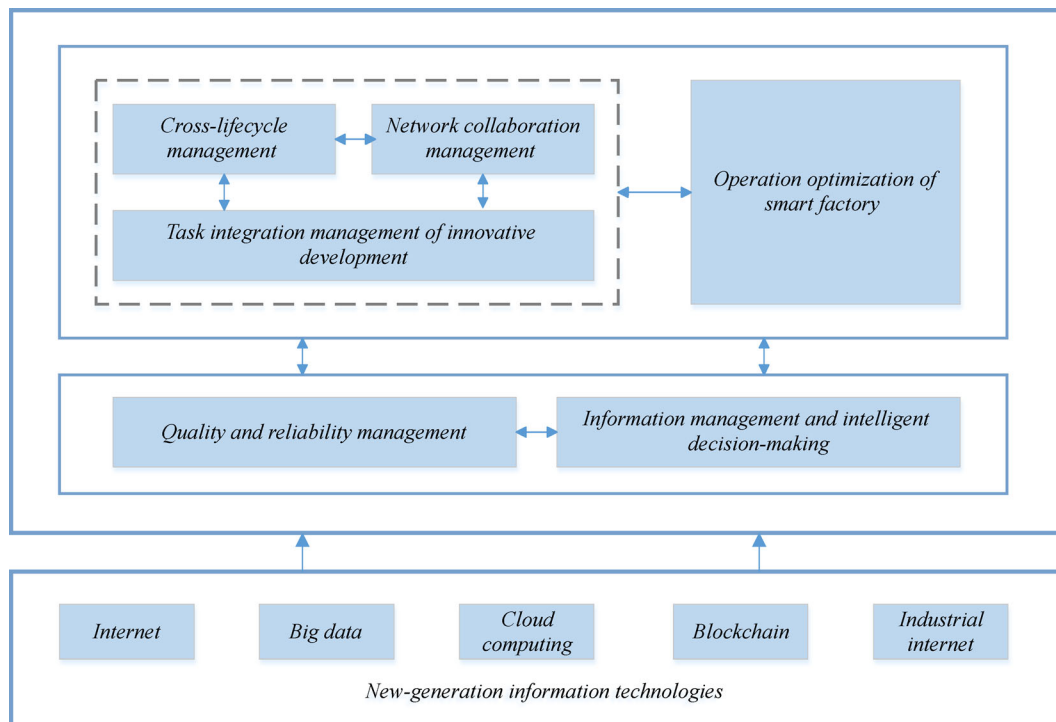 Cross-lifecycle
management
Network collaboration
management
Task integration management of innovative
development
Operation optimization of
smart factory
Quality and reliability management
Information management and intelligent
decision-making
Internet
Big data
Cloud
computing
Blockchain
Industrial
internet
New-generation information technologies